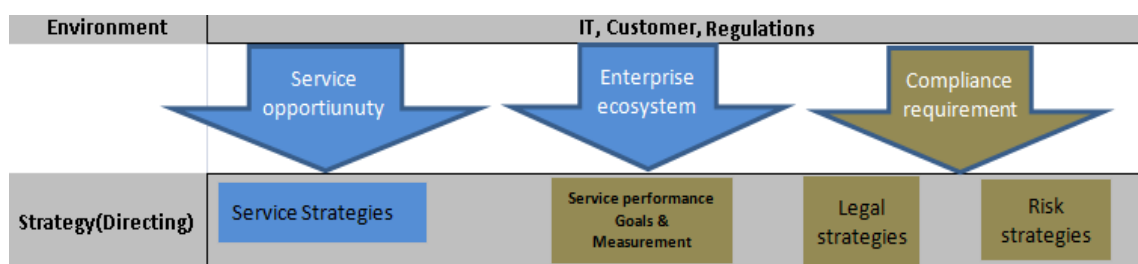 Environment
IT, Customer, Regulations
Service
opportiunuty
Enterprise
ecosystem
Compliance
requirement
Strategy(Directing)
Service Strategies
Service performance
Goals &
Measurement
Legal
strategies
Risk
strategies